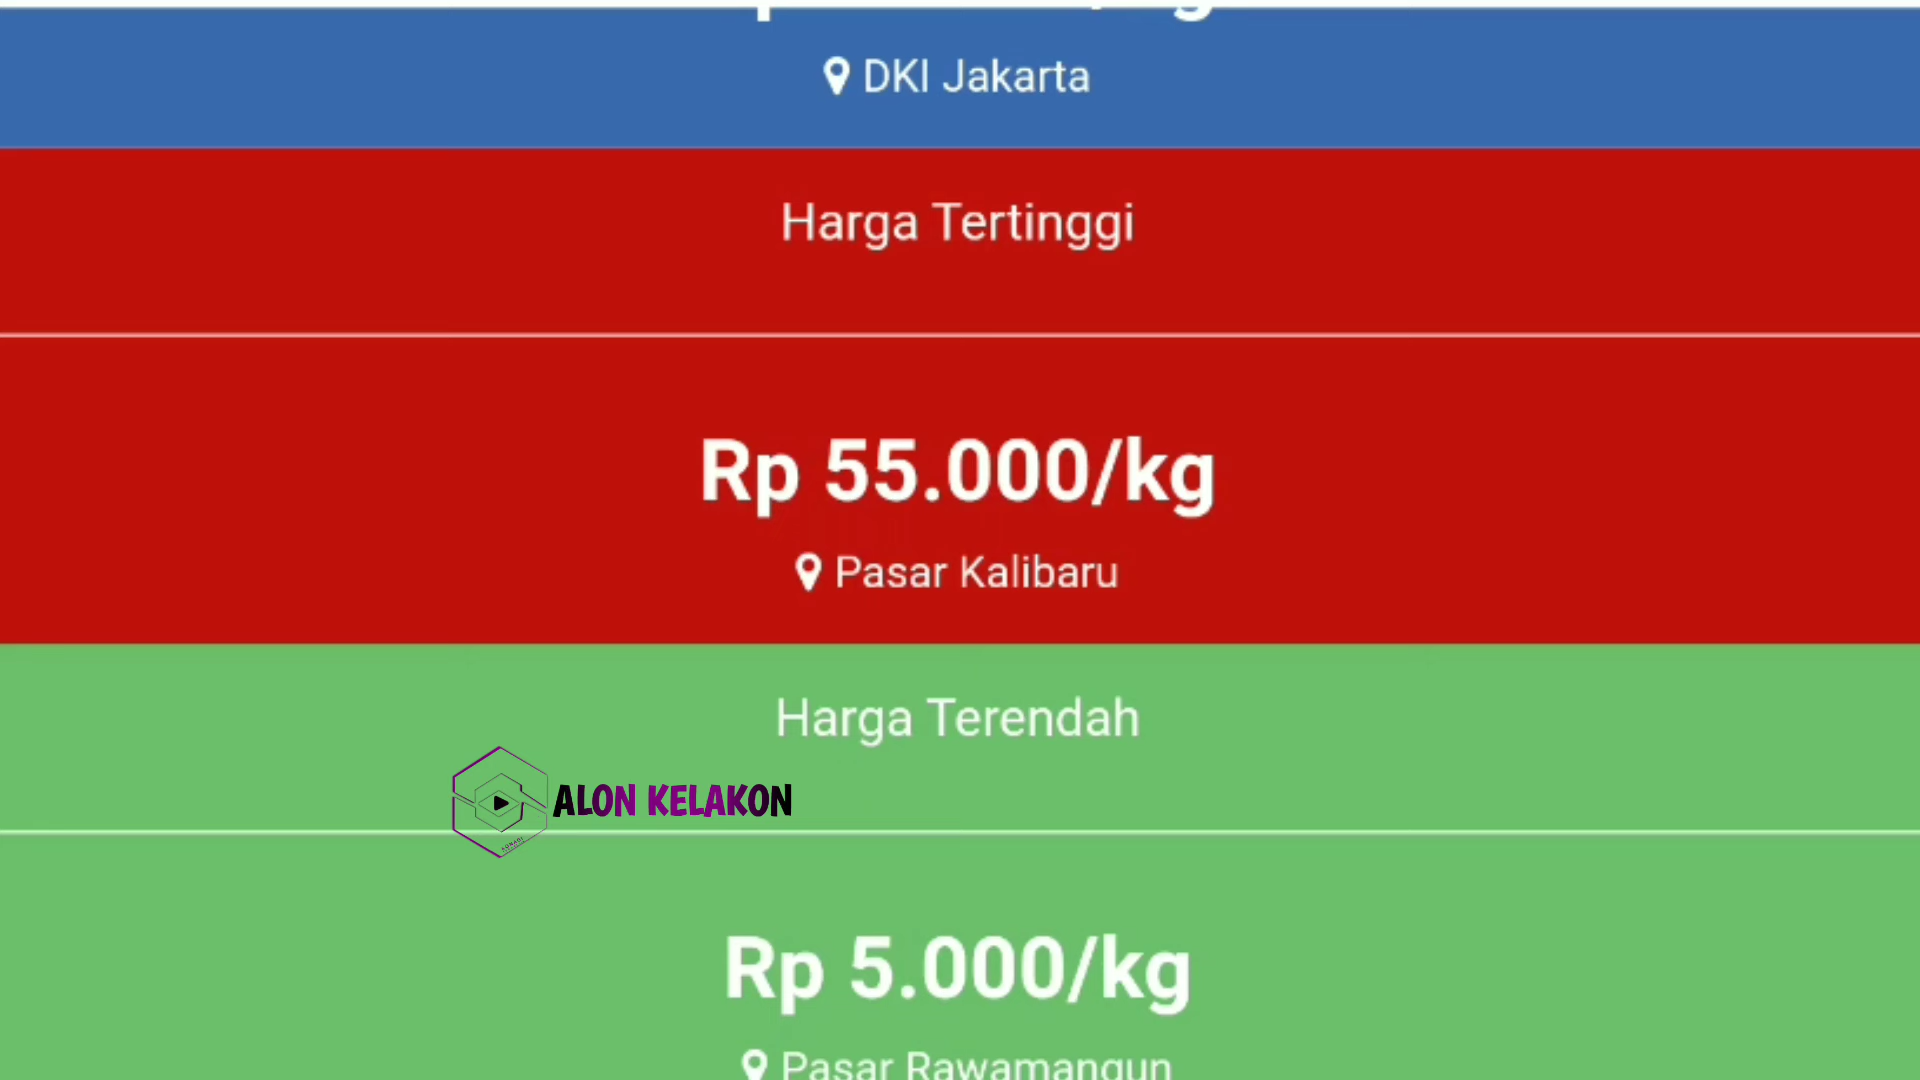 DKI Jakarta
Harga Tertinggi
Rp 55.000/kg
Pasar Kalibaru
Harga Terendah
ALON KELAKON
Rp 5.000/kg
Pasar Rawamangun